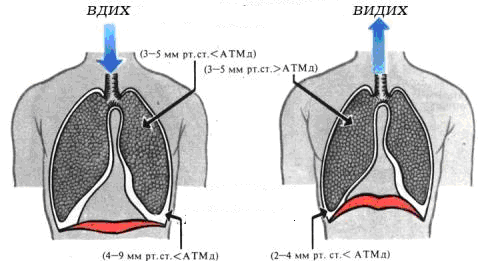 ВДИХ
ВИДИХ
(3–5 мм рт.ст.<АТМд)
(3–5 мм рт.ст.>АТМд)
(4–9 мм рт. ст.<АТМд)
(2–4 мм рт. ст.<АТМд)